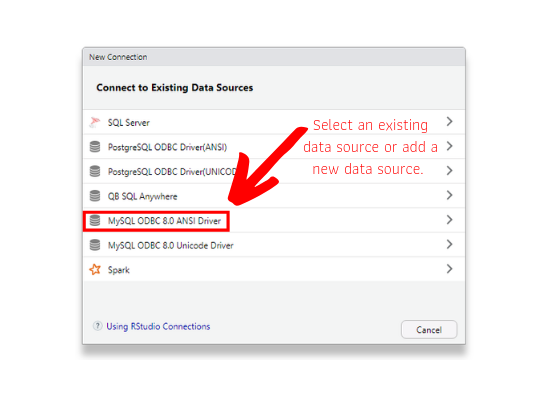 New Connection
Connect to Existing Data Sources
SQL Server
PostgreSQL ODBC Driver(ANSI)
PostgreSQL ODBC Driver(UNICOD
QB SQL Anywhere
MySQL ODBC 8.0 ANSI Driver
MySQL ODBC 8.0 Unicode Driver
Spark
Select an existing
data source or add a
new data source.
? Using RStudio Connections
Cancel